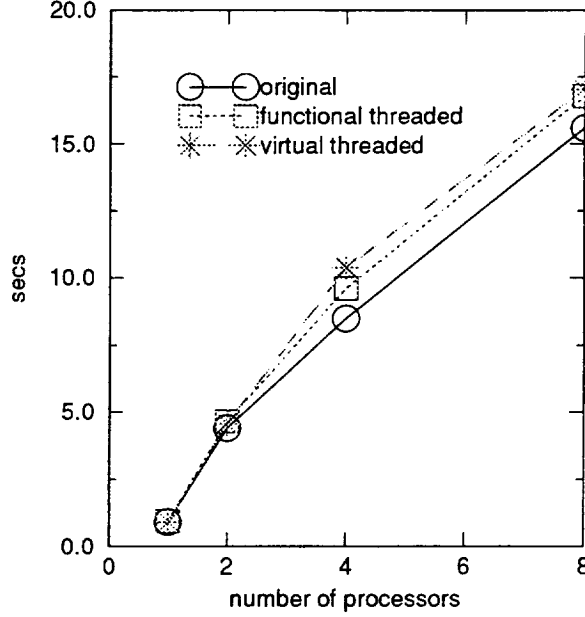 20.0
original
functional threaded
virtual threaded
15.0
10.0
secs
5.0
0.0
0 2 4 6 8
number of processors